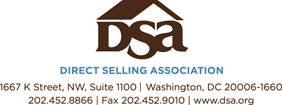 DSA
DIRECT SELLING ASSOCIATION
1667 K Street, NW, Suite 1100 | Washington, DC 20006-1660
202.452.8866 | Fax 202.452.9010 | www.dsa.org